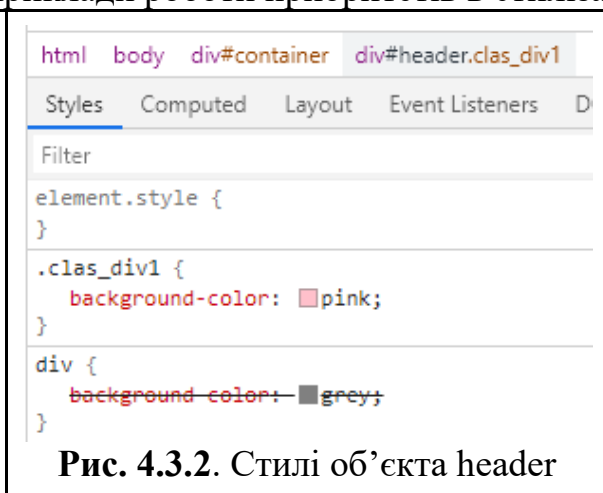 html body div#container div#header.clas_div1
Styles Computed Layout Event Listeners
Filter
element.style {
}
.clas_div1 {
background-color: pink;
}
div {
background-color: grey;
}
Рис. 4.3.2. Стилі об’єкта header